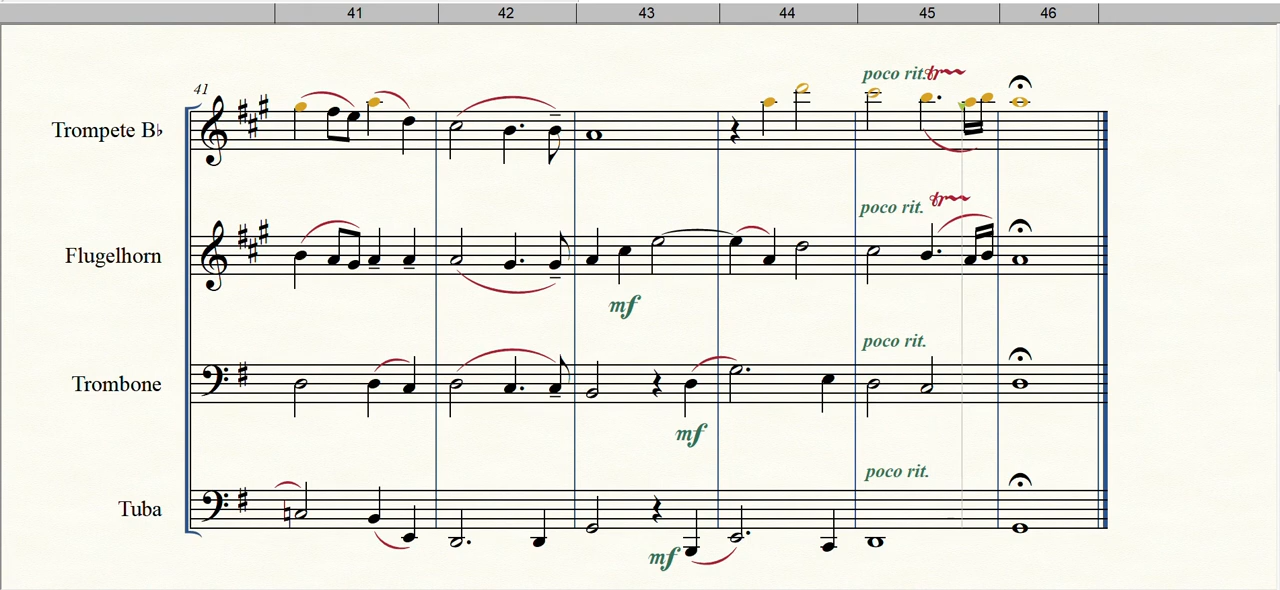 41 42 43 44 45 46
41
poco rit. tr
Trompete B♭
poco rit. tr
Flugelhorn
mf
poco rit.
Trombone
mf
poco rit.
Tuba
mf